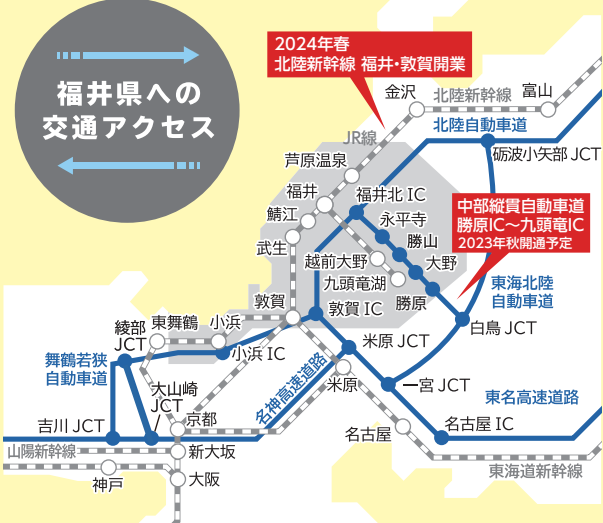 福井県への
交通アクセス
2024年春
北陸新幹線 福井・敦賀開業
金沢
北陸新幹線
富山
JR線
北陸自動車道
砺波小矢部 JCT
芦原温泉
福井
福井北 IC
中部縦貫自動車道
勝原IC〜九頭竜IC
2023年秋開通予定
鯖江
永平寺
武生
勝山
越前大野
大野
九頭竜湖
東海北陸
自動車道
敦賀
勝原
敦賀 IC
白鳥 JCT
綾部
JCT
東舞鶴
小浜
小浜 IC
米原 JCT
舞鶴若狭
自動車道
大山崎
JCT
名神高速道路
米原
一宮 JCT
東名高速道路
吉川 JCT
京都
名古屋
名古屋 IC
山陽新幹線
新大坂
東海道新幹線
神戸
大阪